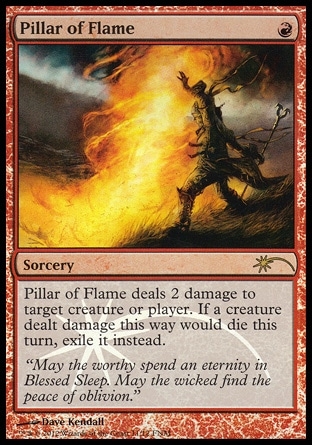 Pillar of Flame
Sorcery
Pillar of Flame deals 2 damage to
target creature or player. If a creature
dealt damage this way would die this
turn, exile it instead.
"May the worthy spend an eternity in
Blessed Sleep. May the wicked find the
peace of oblivion."
Dave Kendall